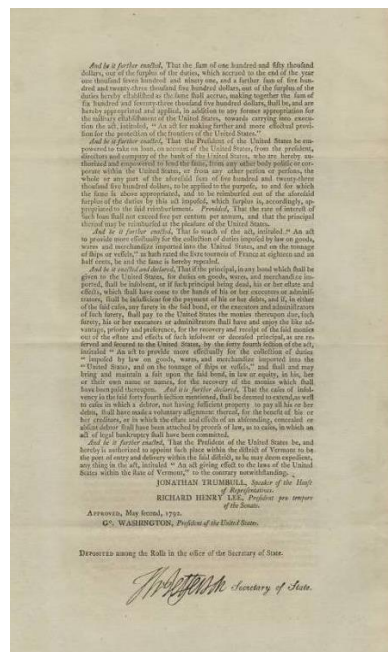 And be it further enacted, That the sum of one hundred and fifty thousand
dollars, out of the surplus of the duties, which accrued to the end of the year
one thousand seven hundred and ninety one, and a further sum of five hun-
dred and twenty-three thousand five hundred dollars, out of the surplus of the
duties hereby established as the same shall accrue, making together the sum of
six hundred and seventy-three thousand five hundred dollars, shall be, and are
hereby appropriated and applied, in addition to any former appropriation for
the military establishment of the United States, towards carrying into execu-
tion the act, intituled, “ An act for making further and more effectual provi-
sion for the protection of the frontiers of the United States.”
And be it further enacted, That the President of the United States be em-
powered to take on loan, on account of the United States, from the president,
directors and company of the bank of the United States, who are hereby au-
thorized and empowered to lend the same, from any other body politic or cor-
porate within the United States, or from any other person or persons, the
whole or any part of the aforesaid sum of five hundred and twenty-three
thousand five hundred dollars, to be applied to the purpose, to and for which
the same is above appropriated, and to be reimbursed out of the aforesaid
surplus of the duties by this act imposed, which surplus is, accordingly, ap-
propriated to the said reimbursement. Provided, That the rate of interest of
such loan shall not exceed five per centum per annum, and that the principal
thereof may be reimbursed at the pleasure of the United States.
And be it further enacted, That so much of the act, intituled “ An act
to provide more effectually for the collection of duties imposed by law on goods,
wares and merchandize imported into the United States, and on the tonnage
of ships or vessels,” as hath rated the livre tournois of France at eighteen and an
half cents, be and the same is hereby repealed.
And be it enacted and declared, That if the principal, in any bond which shall be
given to the United States, for duties on goods, wares, and merchandize im-
ported, shall be insolvent, or if such principal being dead, his or her estate and
effects, which shall have come to the hands of his or her executors or adminis-
trators, shall be insufficient for the payment of his or her debts, and if, in either
of the said cases, any surety in the said bond, or the executors and administrators
of such surety, shall pay to the United States the monies thereupon due, such
surety, his or her executors or administrators shall have and enjoy the like ad-
vantage, priority and preference, for the recovery and receipt of the said monies
out of the estate and effects of such insolvent or deceased principal, as are re-
served and secured to the United States, by the forty fourth section of the act,
intituled “ An act to provide more effectually for the collection of duties
“ imposed by law on goods, wares, and merchandize imported into the
“ United States, and on the tonnage of ships or vessels,” and shall and may
bring and maintain a suit upon the said bond, in law or equity, in his, her
or their own name or names, for the recovery of the monies which shall
have been paid thereupon. And it is further declared, That the cases of insol-
vency in the said forty fourth section mentioned, shall be deemed to extend, as well
to cases in which a debtor, not having sufficient property to pay all his or her
debts, shall have made a voluntary assignment thereof, for the benefit of his or
her creditors, or in which the estate and effects of an absconding, concealed or
absent debtor shall have been attached by process of law, as to cases, in which an
act of legal bankruptcy shall have been committed.
And be it further enacted, That the President of the United States be, and
hereby is authorized to appoint such place within the district of Vermont to be
the port of entry and delivery within the said district, as he may deem expedient,
any thing in the act, intituled “ An act giving effect to the laws of the United
States within the State of Vermont,” to the contrary notwithstanding.
JONATHAN TRUMBULL, Speaker of the House
of Representatives.
RICHARD HENRY LEE, President pro tempore
of the Senate.
APPROVED, May second, 1792.
Go. WASHINGTON, President of the United States.
DEPOSITED among the Rolls in the office of the Secretary of State.
Th: Jefferson Secretary of State.